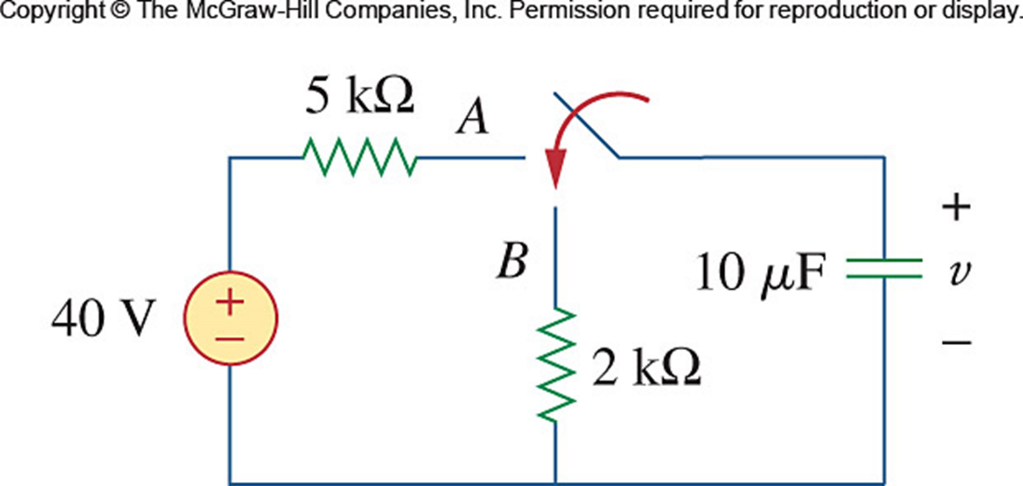 Copyright © The McGraw-Hill Companies, Inc. Permission required for reproduction or display.
5 kΩ
A
+
B
10 μF
v
40 V
+
−
2 kΩ
−